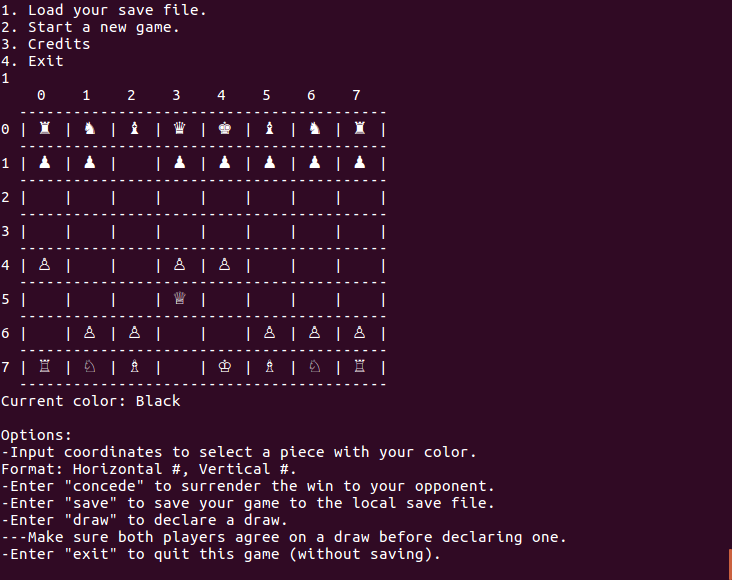 1. Load your save file.
2. Start a new game.
3. Credits
4. Exit
1
    0    1    2    3    4    5    6    7
  -----------------------------------------
0 | ♜ | ♞ | ♝ | ♛ | ♚ | ♝ | ♞ | ♜ |
  -----------------------------------------
1 | ♟ | ♟ |   | ♟ | ♟ | ♟ | ♟ | ♟ |
  -----------------------------------------
2 |   |   |   |   |   |   |   |   |
  -----------------------------------------
3 |   |   |   |   |   |   |   |   |
  -----------------------------------------
4 | ♙ |   |   | ♙ | ♙ |   |   |   |
  -----------------------------------------
5 |   |   |   | ♕ |   |   |   |   |
  -----------------------------------------
6 |   | ♙ | ♙ |   |   | ♙ | ♙ | ♙ |
  -----------------------------------------
7 | ♖ | ♘ | ♗ |   | ♔ | ♗ | ♘ | ♖ |
  -----------------------------------------
Current color: Black

Options:
-Input coordinates to select a piece with your color.
Format: Horizontal #, Vertical #.
-Enter "concede" to surrender the win to your opponent.
-Enter "save" to save your game to the local save file.
-Enter "draw" to declare a draw.
---Make sure both players agree on a draw before declaring one.
-Enter "exit" to quit this game (without saving).